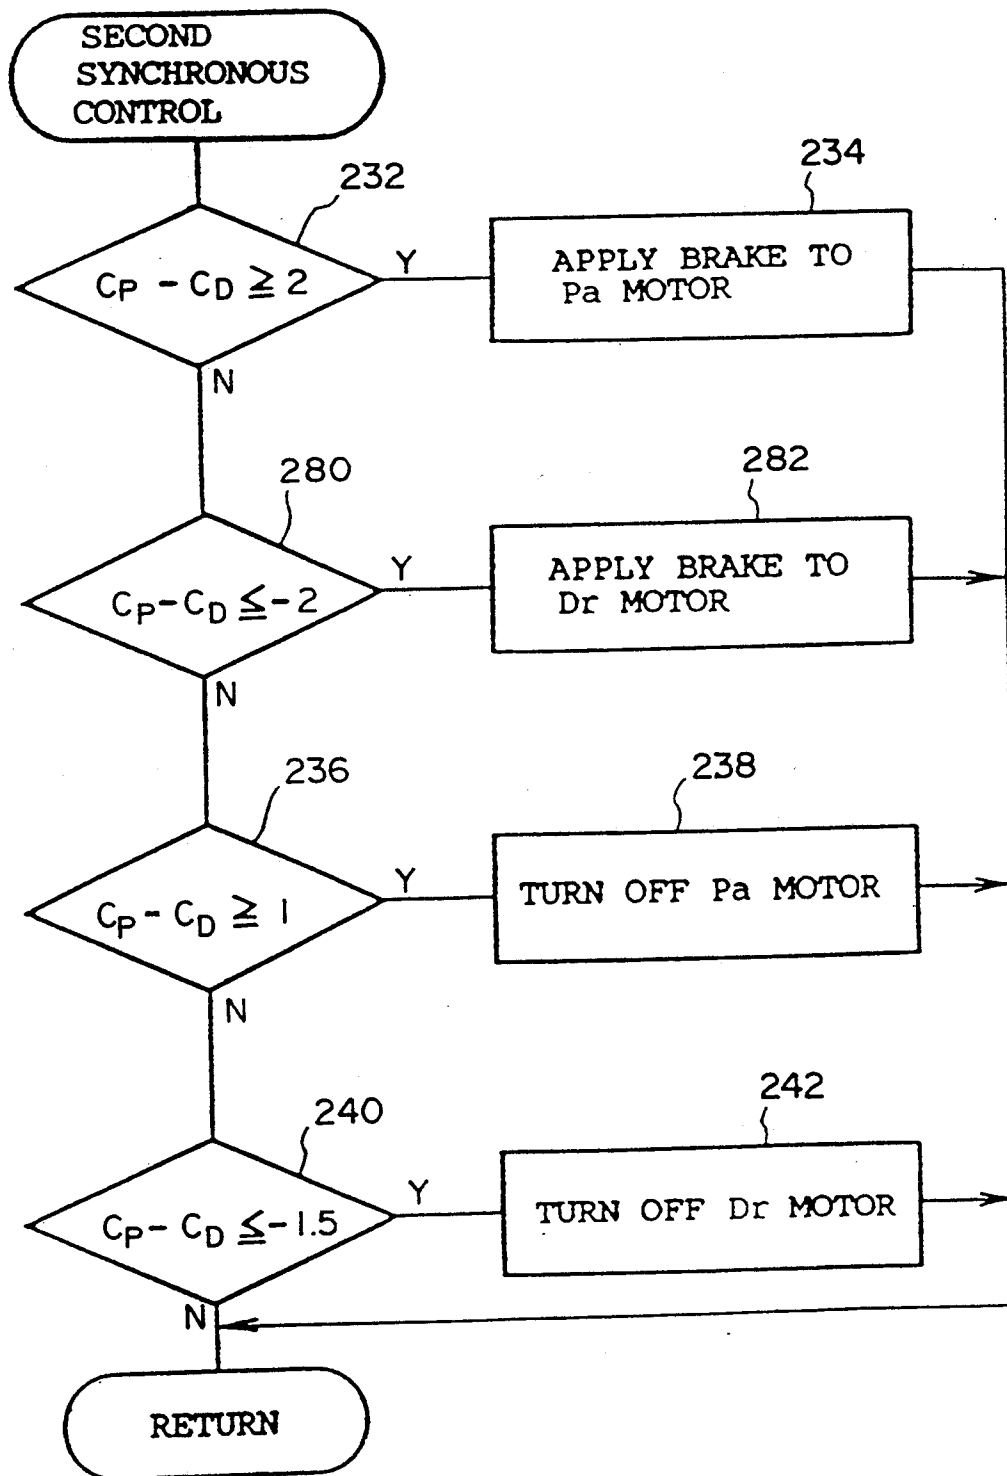 SECOND
SYNCHRONOUS
CONTROL
232
234
CP - CD ≧ 2
Y
APPLY BRAKE TO
Pa MOTOR
N
280
282
CP - CD ≦ -2
Y
APPLY BRAKE TO
Dr MOTOR
N
236
238
CP - CD ≧ 1
Y
TURN OFF Pa MOTOR
N
240
242
CP - CD ≦ -1.5
Y
TURN OFF Dr MOTOR
N
RETURN